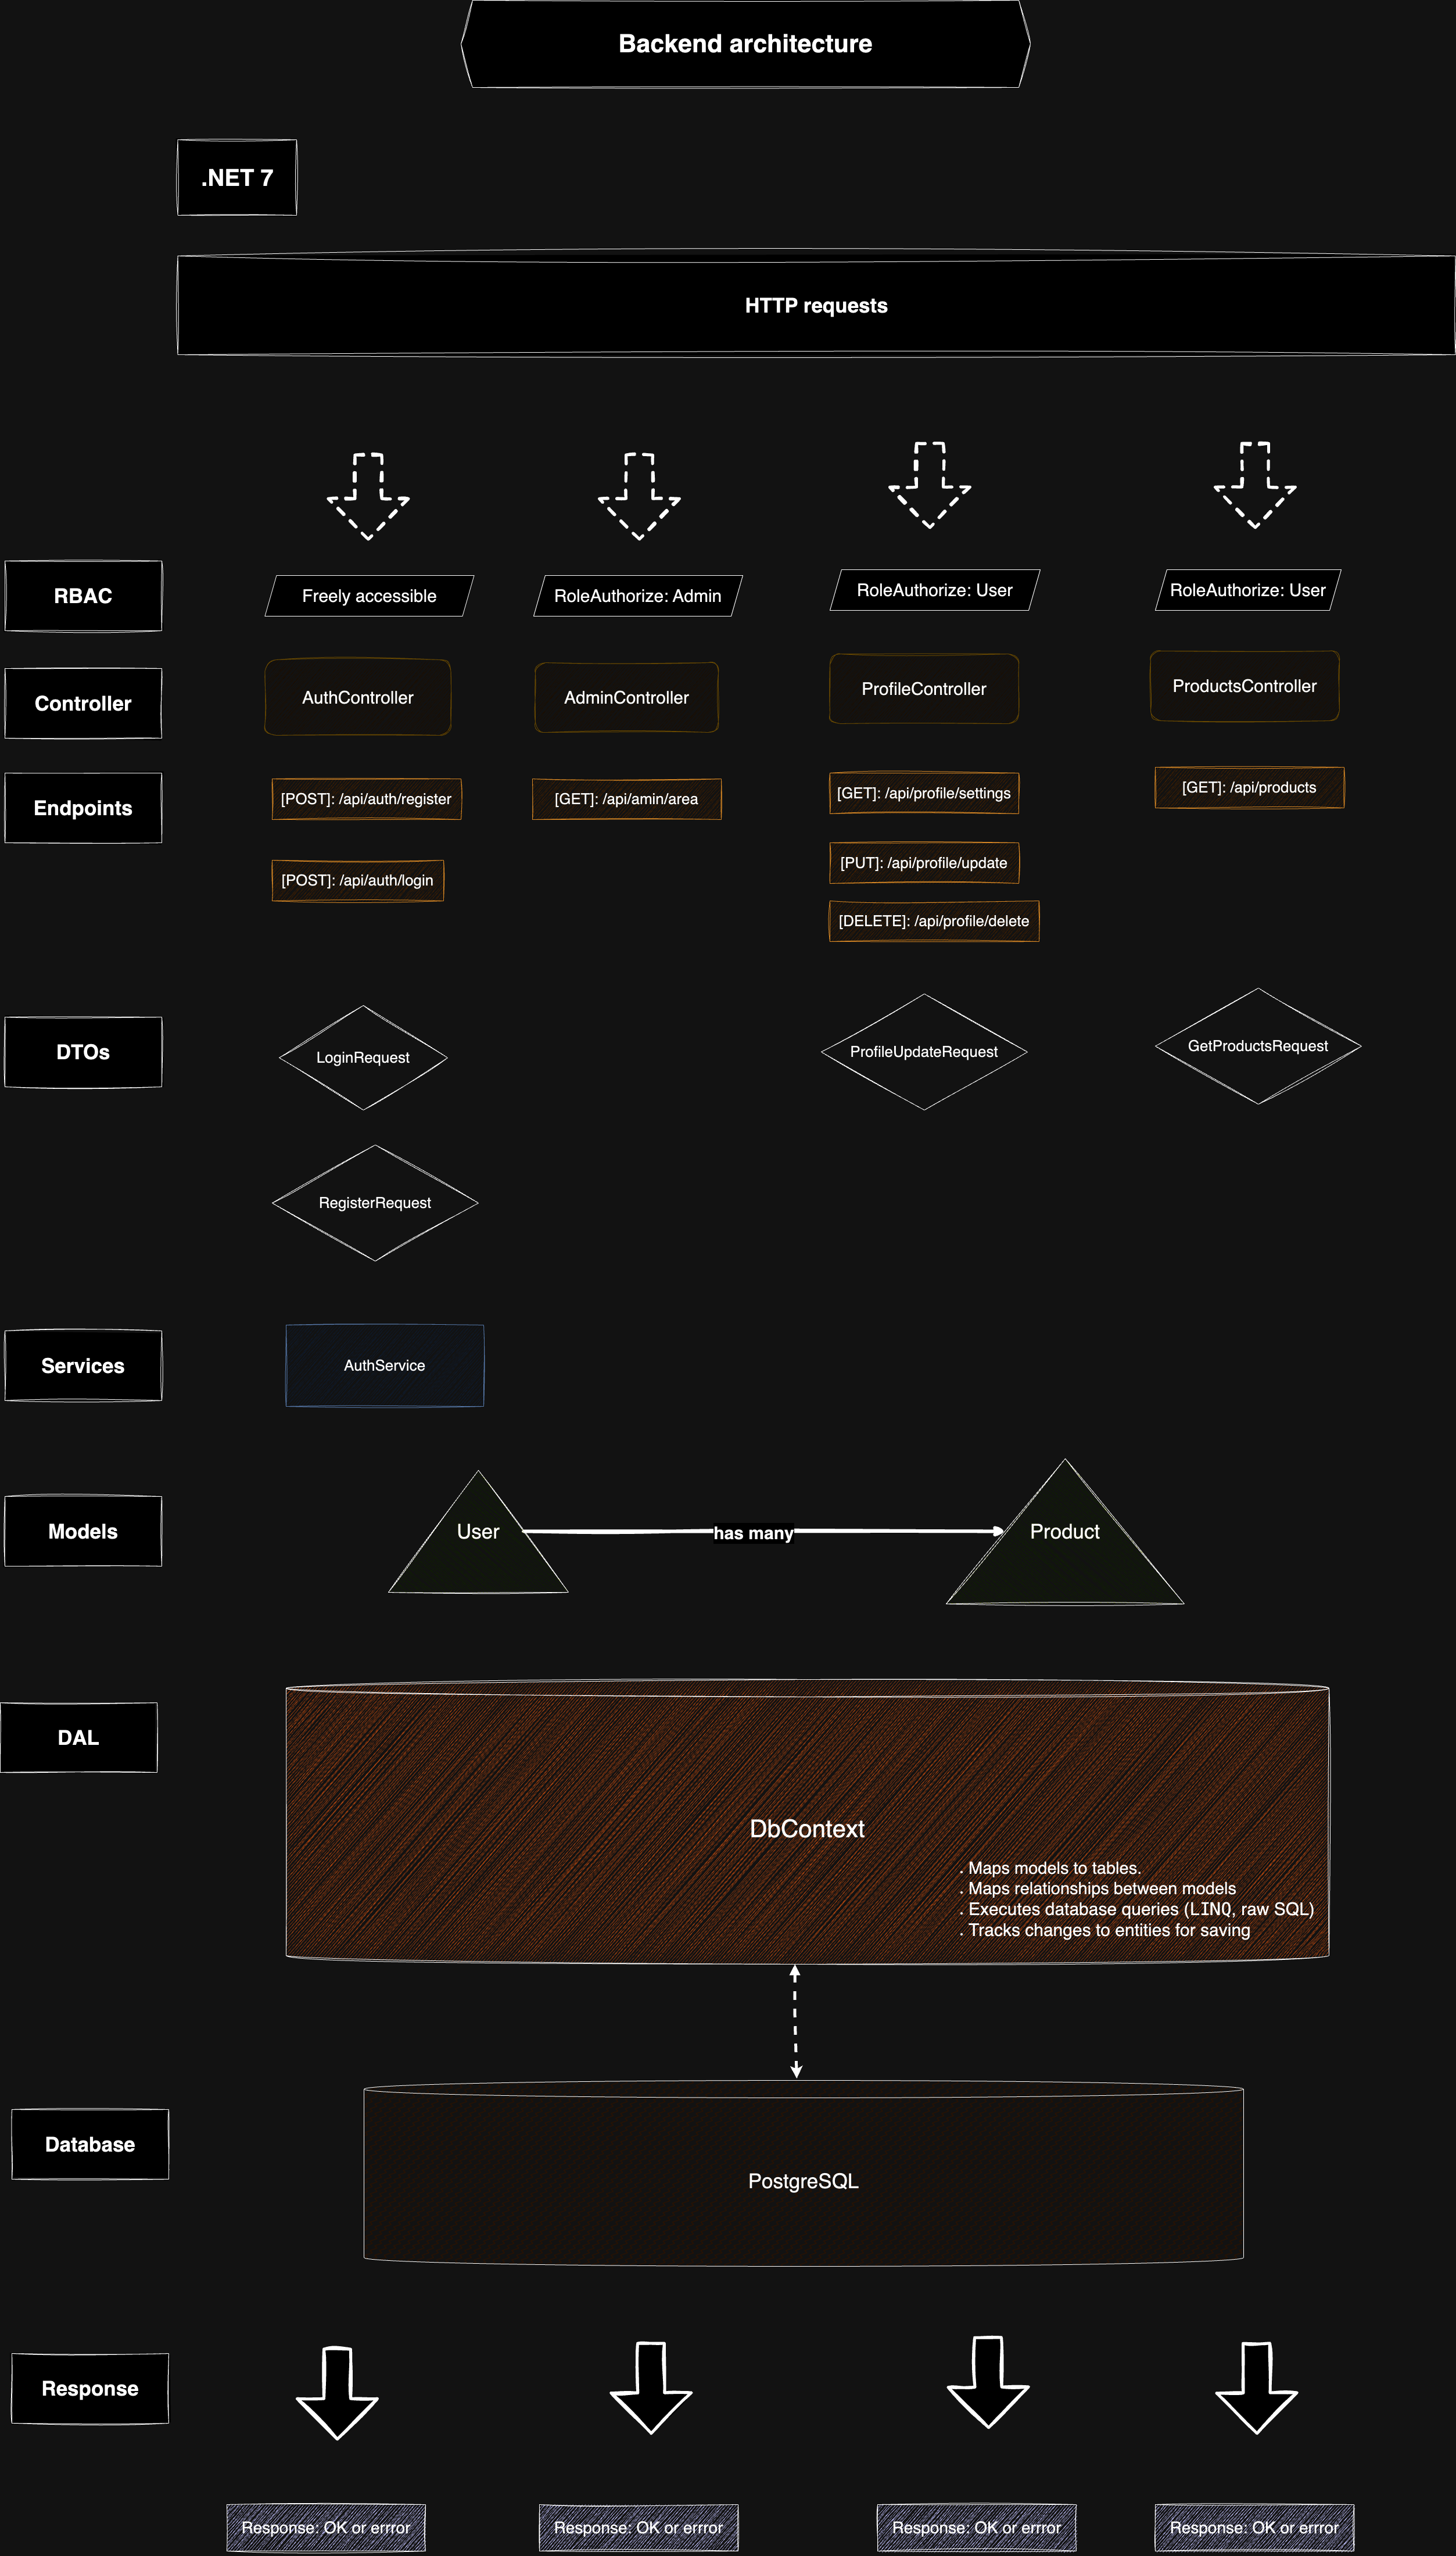 Backend architecture
.NET 7
HTTP requests
RBAC
Freely accessible
RoleAuthorize: Admin
RoleAuthorize: User
RoleAuthorize: User
Controller
AuthController
AdminController
ProfileController
ProductsController
Endpoints
[POST]: /api/auth/register
[GET]: /api/amin/area
[GET]: /api/profile/settings
[GET]: /api/products
[POST]: /api/auth/login
[PUT]: /api/profile/update
[DELETE]: /api/profile/delete
DTOs
LoginRequest
ProfileUpdateRequest
GetProductsRequest
RegisterRequest
Services
AuthService
Models
User
has many
Product
DAL
DbContext
. Maps models to tables.
. Maps relationships between models
. Executes database queries (LINQ, raw SQL)
. Tracks changes to entities for saving
Database
PostgreSQL
Response
Response: OK or errror
Response: OK or errror
Response: OK or errror
Response: OK or errror